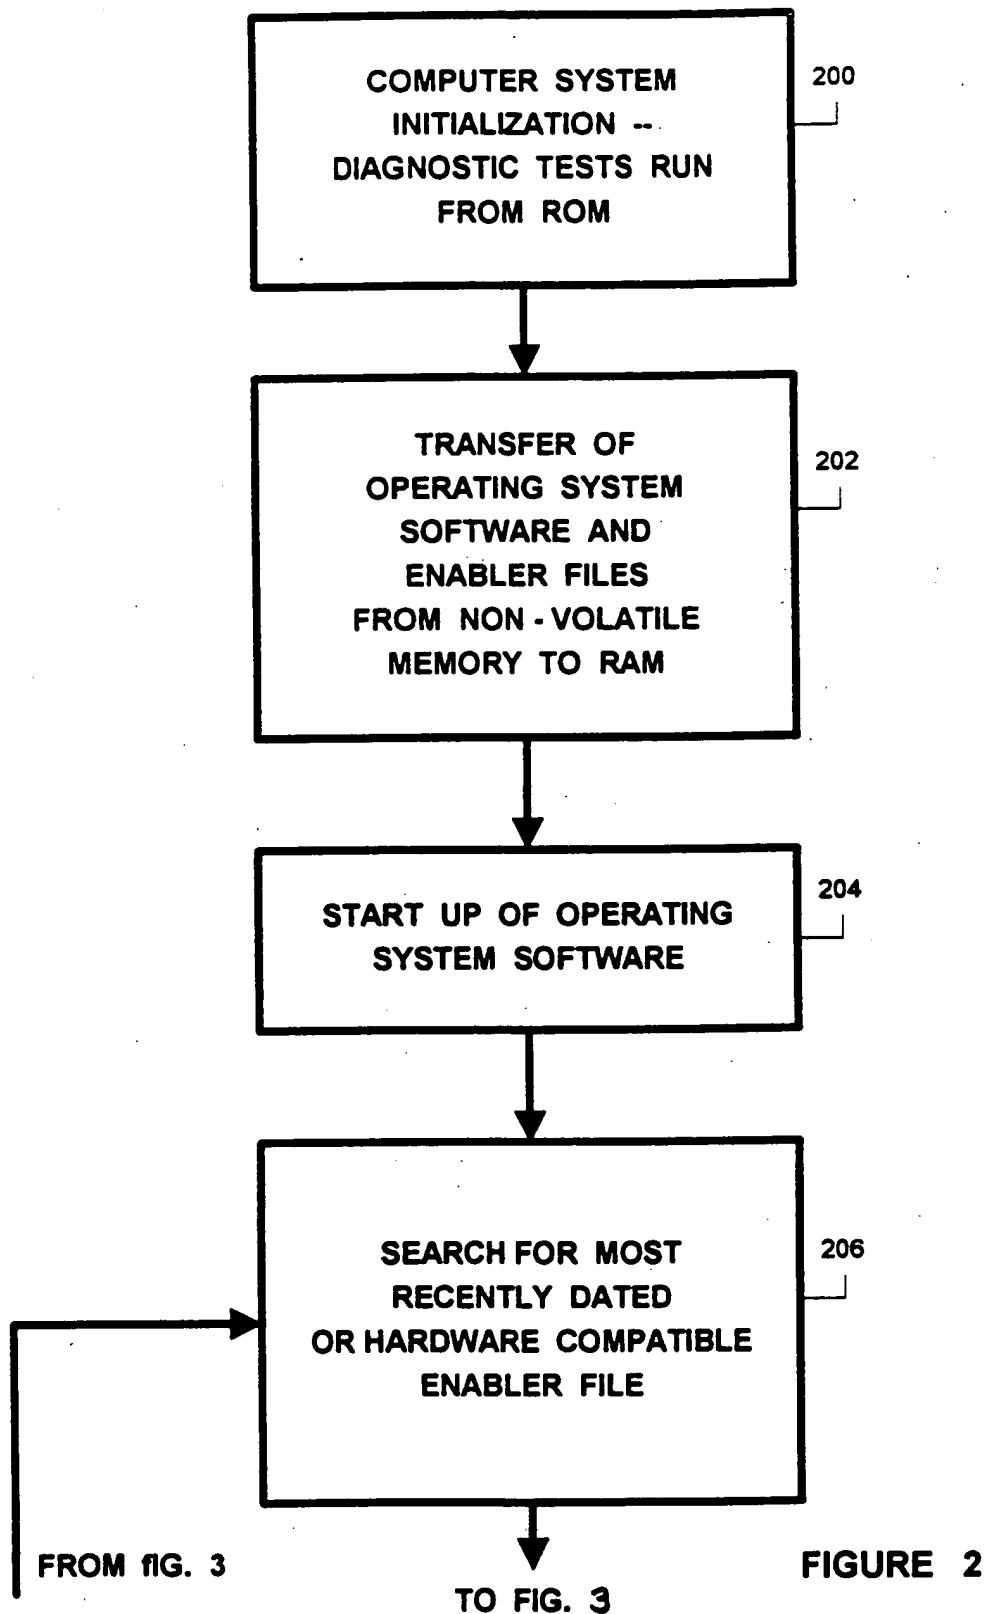 COMPUTER SYSTEM
INITIALIZATION --
DIAGNOSTIC TESTS RUN
FROM ROM
200
TRANSFER OF
OPERATING SYSTEM
SOFTWARE AND
ENABLER FILES
FROM NON - VOLATILE
MEMORY TO RAM
202
START UP OF OPERATING
SYSTEM SOFTWARE
204
SEARCH FOR MOST
RECENTLY DATED
OR HARDWARE COMPATIBLE
ENABLER FILE
206
FROM fIG. 3
TO FIG. 3
FIGURE 2